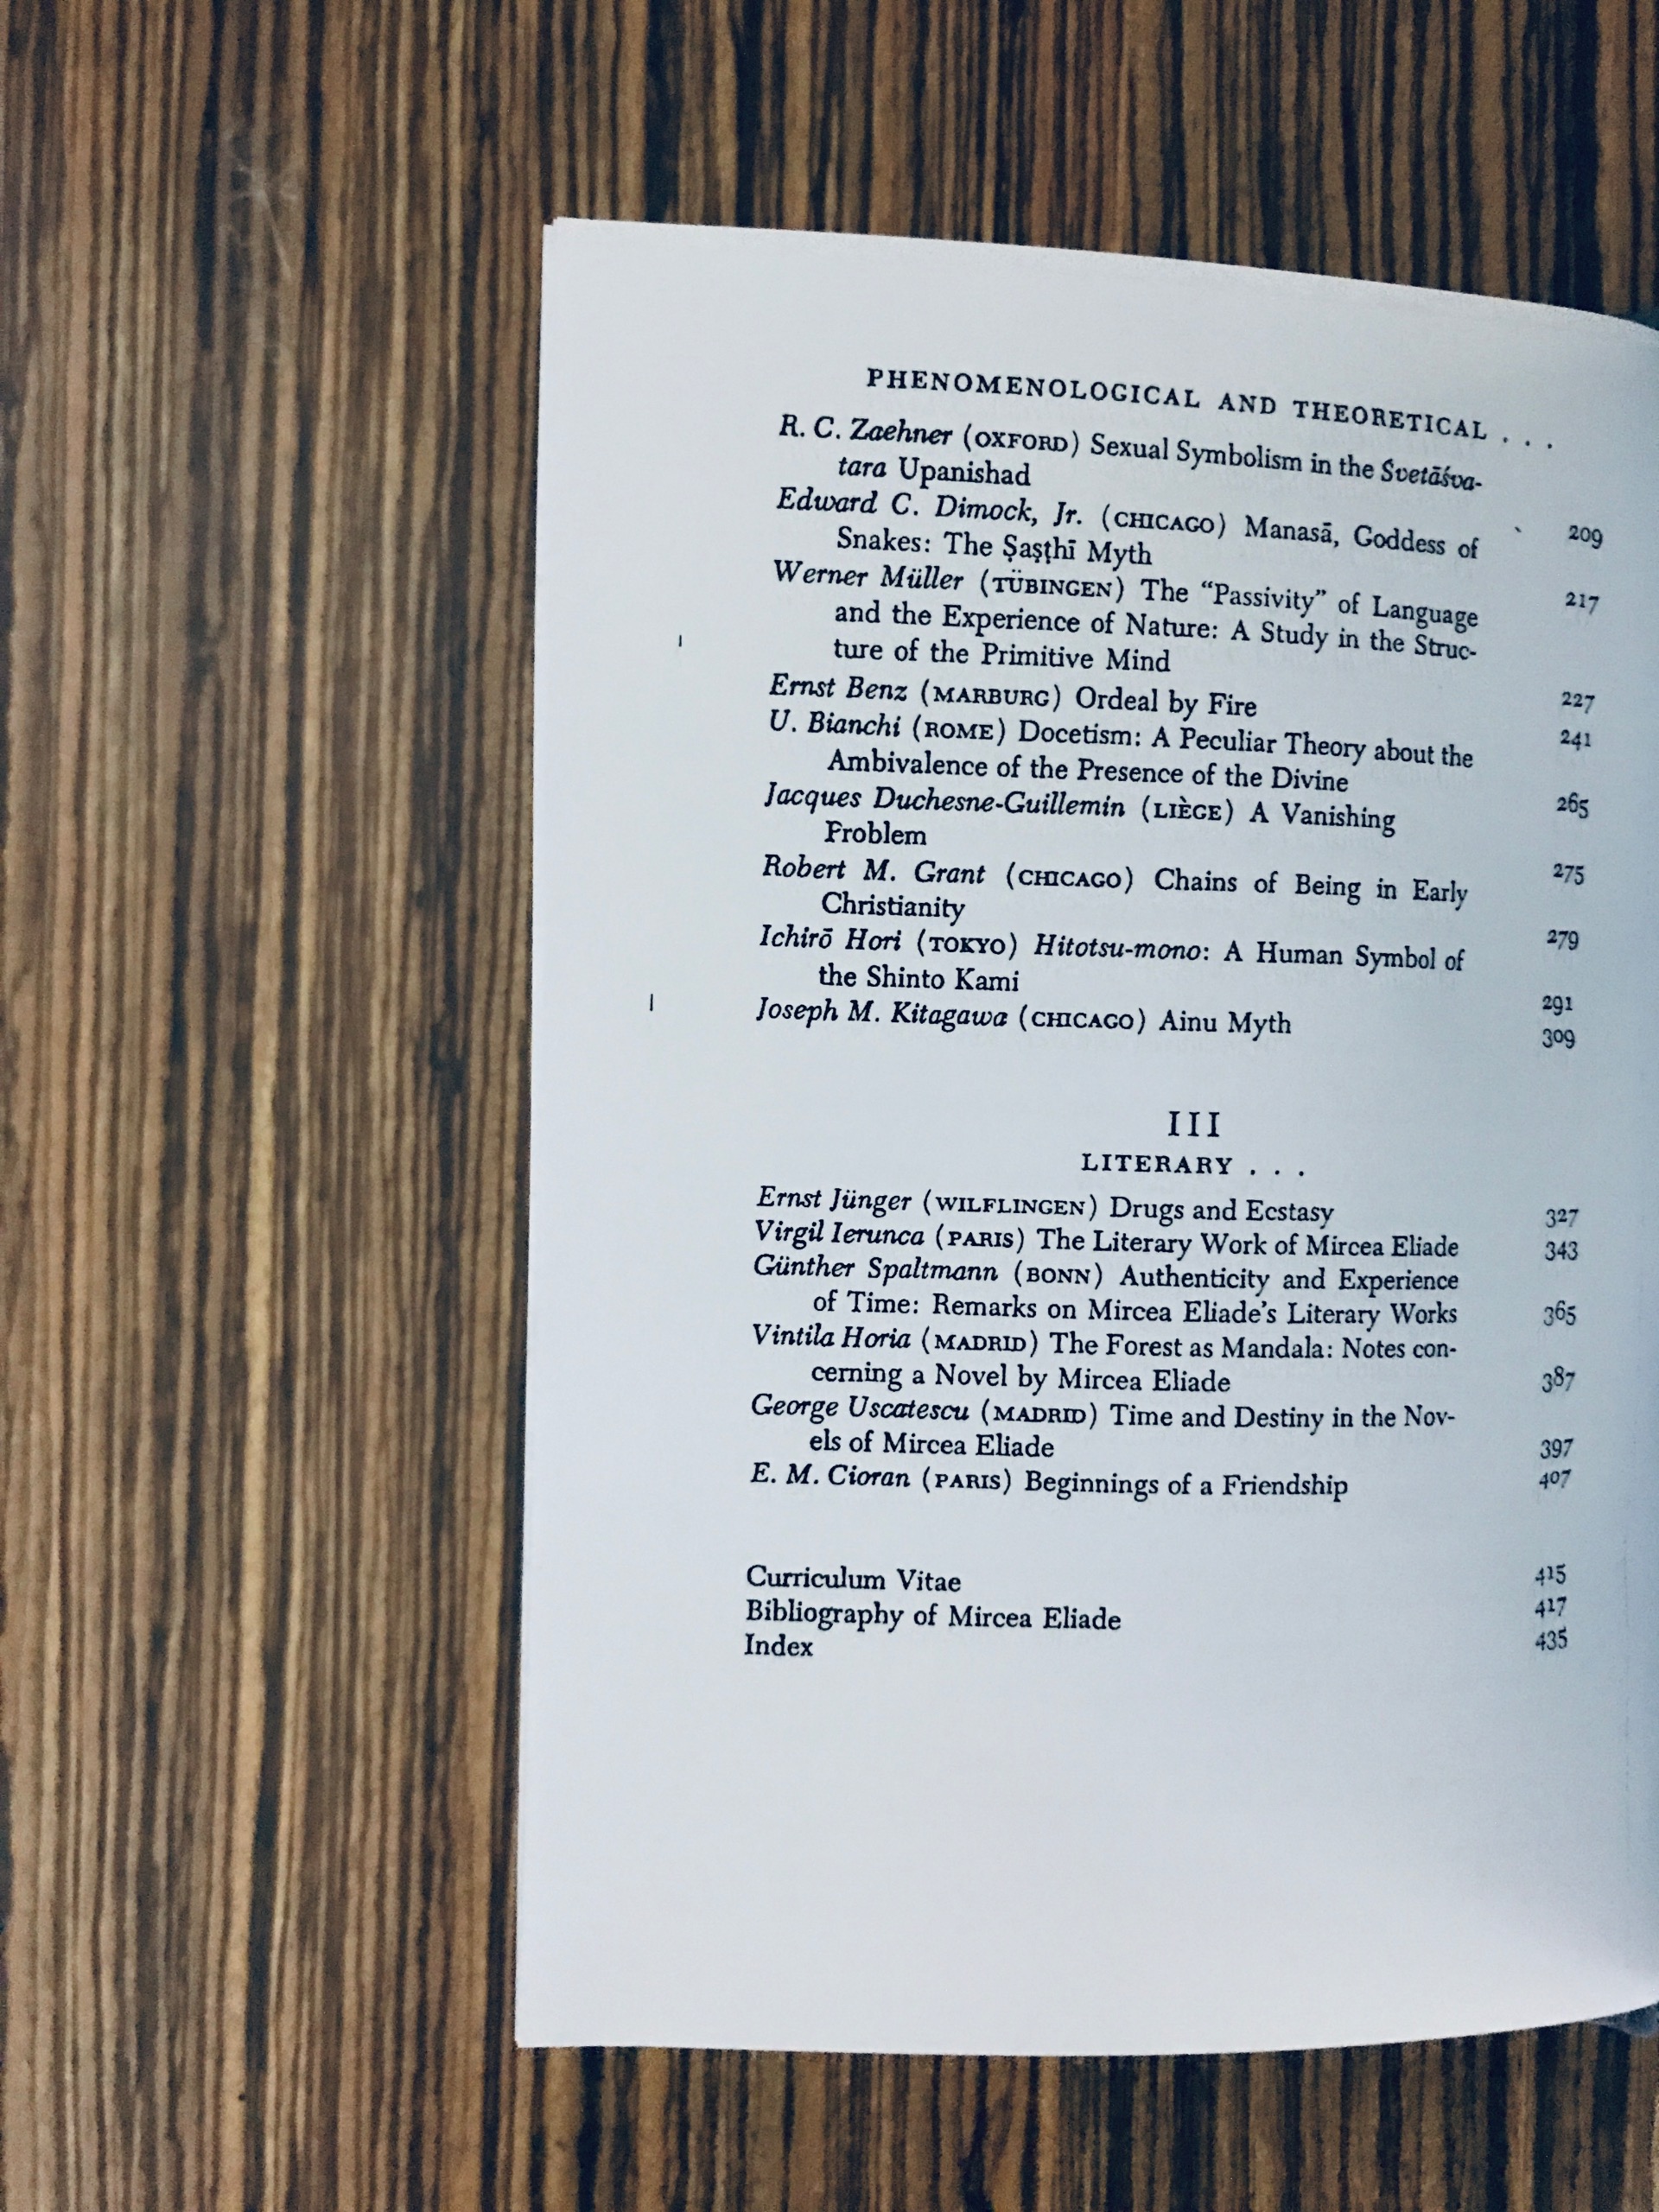 PHENOMENOLOGICAL AND THEORETICAL . . .
R. C. Zaehner (OXFORD) Sexual Symbolism in the Śvetāśva-
tara Upanishad 209
Edward C. Dimock, Jr. (CHICAGO) Manasā, Goddess of
Snakes: The Ṣaṣṭhī Myth 217
Werner Müller (TÜBINGEN) The “Passivity” of Language
and the Experience of Nature: A Study in the Struc-
ture of the Primitive Mind 227
Ernst Benz (MARBURG) Ordeal by Fire 241
U. Bianchi (ROME) Docetism: A Peculiar Theory about the
Ambivalence of the Presence of the Divine 265
Jacques Duchesne-Guillemin (LIÈGE) A Vanishing
Problem 275
Robert M. Grant (CHICAGO) Chains of Being in Early
Christianity 279
Ichirō Hori (TOKYO) Hitotsu-mono: A Human Symbol of
the Shinto Kami 291
Joseph M. Kitagawa (CHICAGO) Ainu Myth 309
III
LITERARY . . .
Ernst Jünger (WILFLINGEN) Drugs and Ecstasy 327
Virgil Ierunca (PARIS) The Literary Work of Mircea Eliade 343
Günther Spaltmann (BONN) Authenticity and Experience
of Time: Remarks on Mircea Eliade’s Literary Works 365
Vintila Horia (MADRID) The Forest as Mandala: Notes con-
cerning a Novel by Mircea Eliade 387
George Uscatescu (MADRID) Time and Destiny in the Nov-
els of Mircea Eliade 397
E. M. Cioran (PARIS) Beginnings of a Friendship 407
Curriculum Vitae 415
Bibliography of Mircea Eliade 417
Index 435